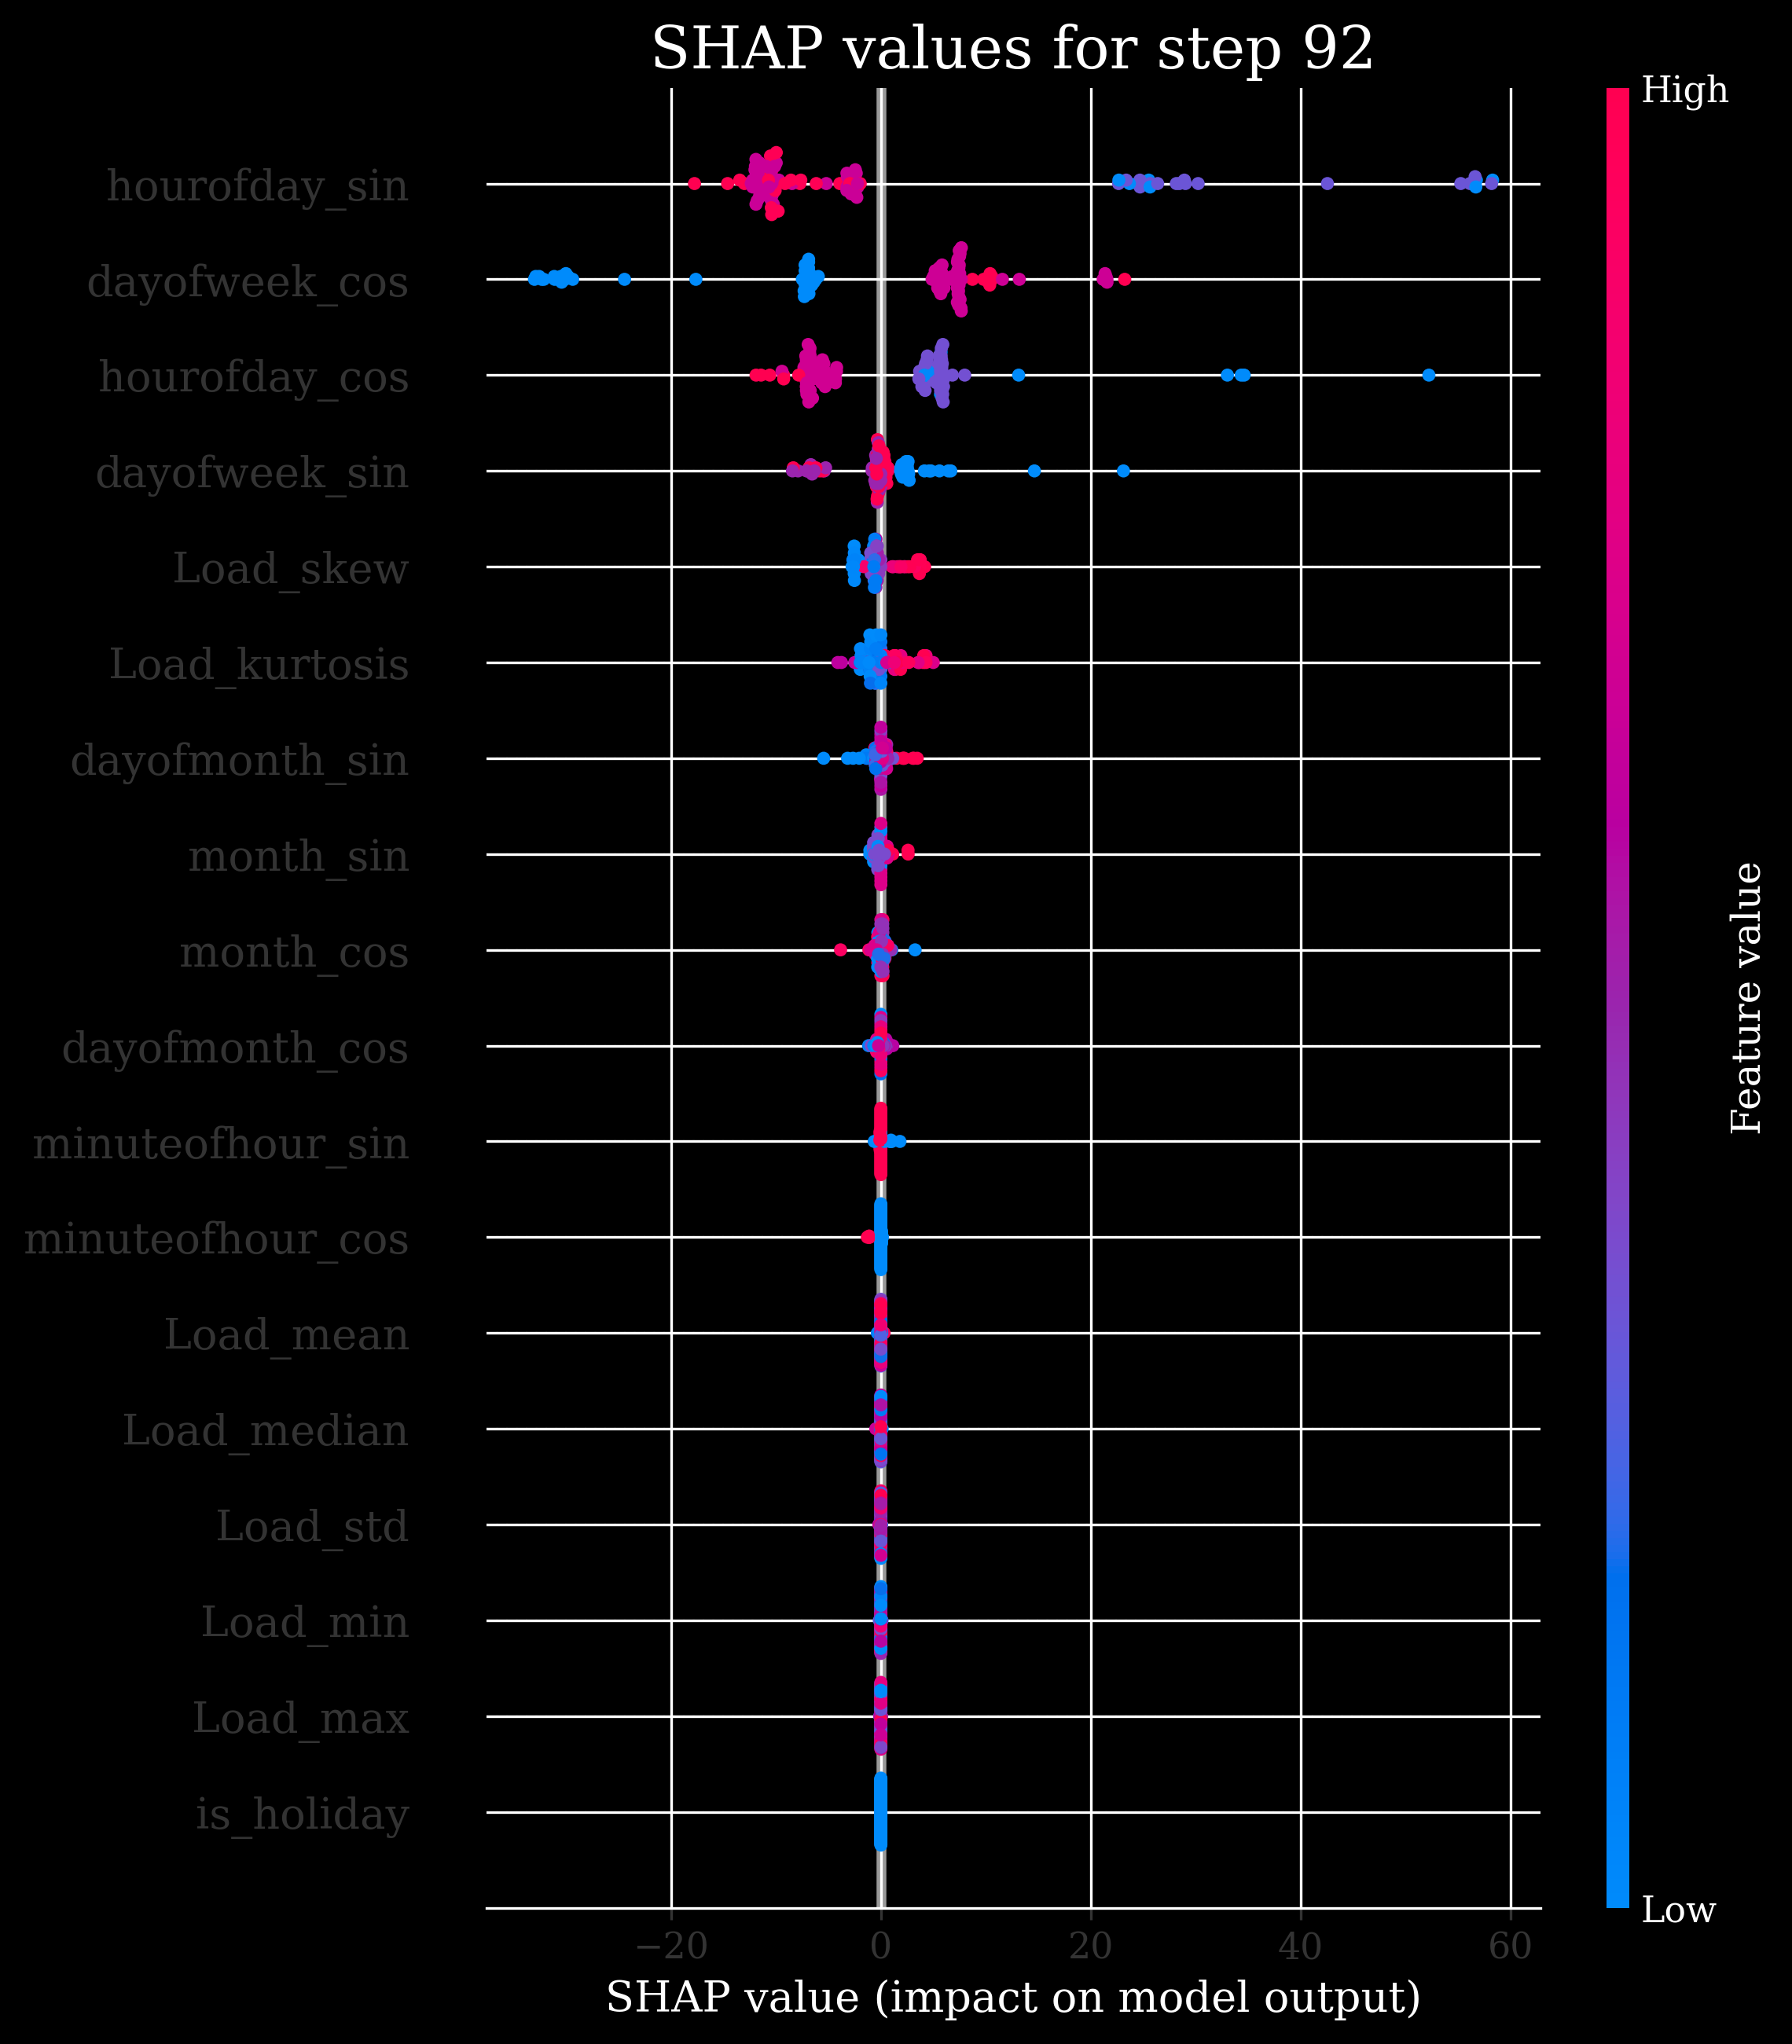 SHAP values for step 92
High
hourofday_sin
dayofweek_cos
hourofday_cos
dayofweek_sin
Load_skew
Load_kurtosis
dayofmonth_sin
month_sin
month_cos
dayofmonth_cos
minuteofhour_sin
minuteofhour_cos
Load_mean
Load_median
Load_std
Load_min
Load_max
is_holiday
Feature value
Low
−20 0 20 40 60
SHAP value (impact on model output)